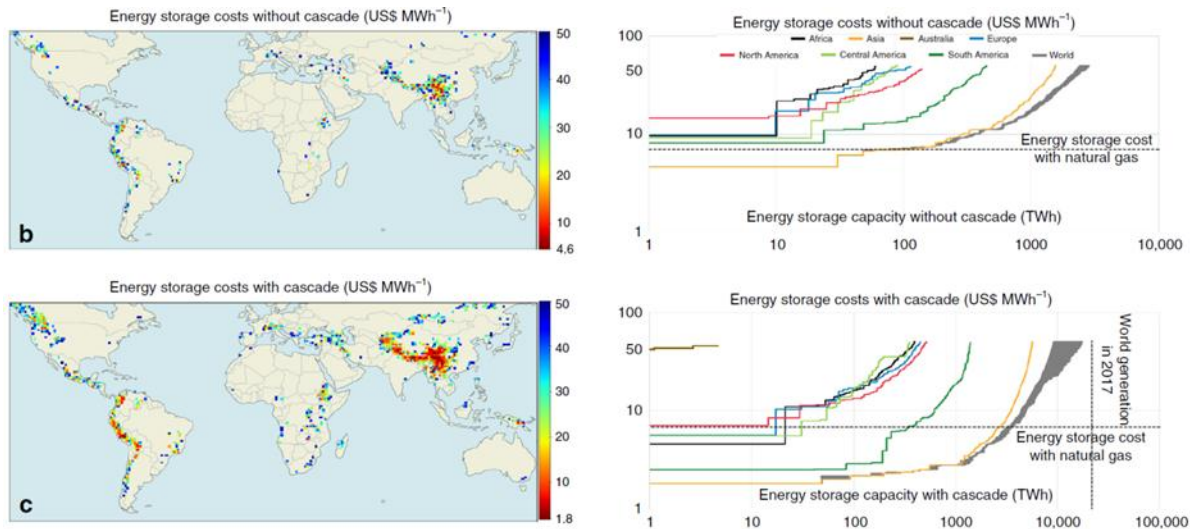 Energy storage costs without cascade (US$ MWh⁻¹)
50
40
30
20
10
4.6
b
Energy storage costs without cascade (US$ MWh⁻¹)
100
50
10
1
Africa Asia Australia Europe
North America Central America South America World
Energy storage cost
with natural gas
Energy storage capacity without cascade (TWh)
1 10 100 1000 10,000
Energy storage costs with cascade (US$ MWh⁻¹)
50
40
30
20
10
1.8
c
Energy storage costs with cascade (US$ MWh⁻¹)
100
50
10
1
World generation
in 2017
Energy storage cost
with natural gas
Energy storage capacity with cascade (TWh)
1 10 100 1000 10,000 100,000